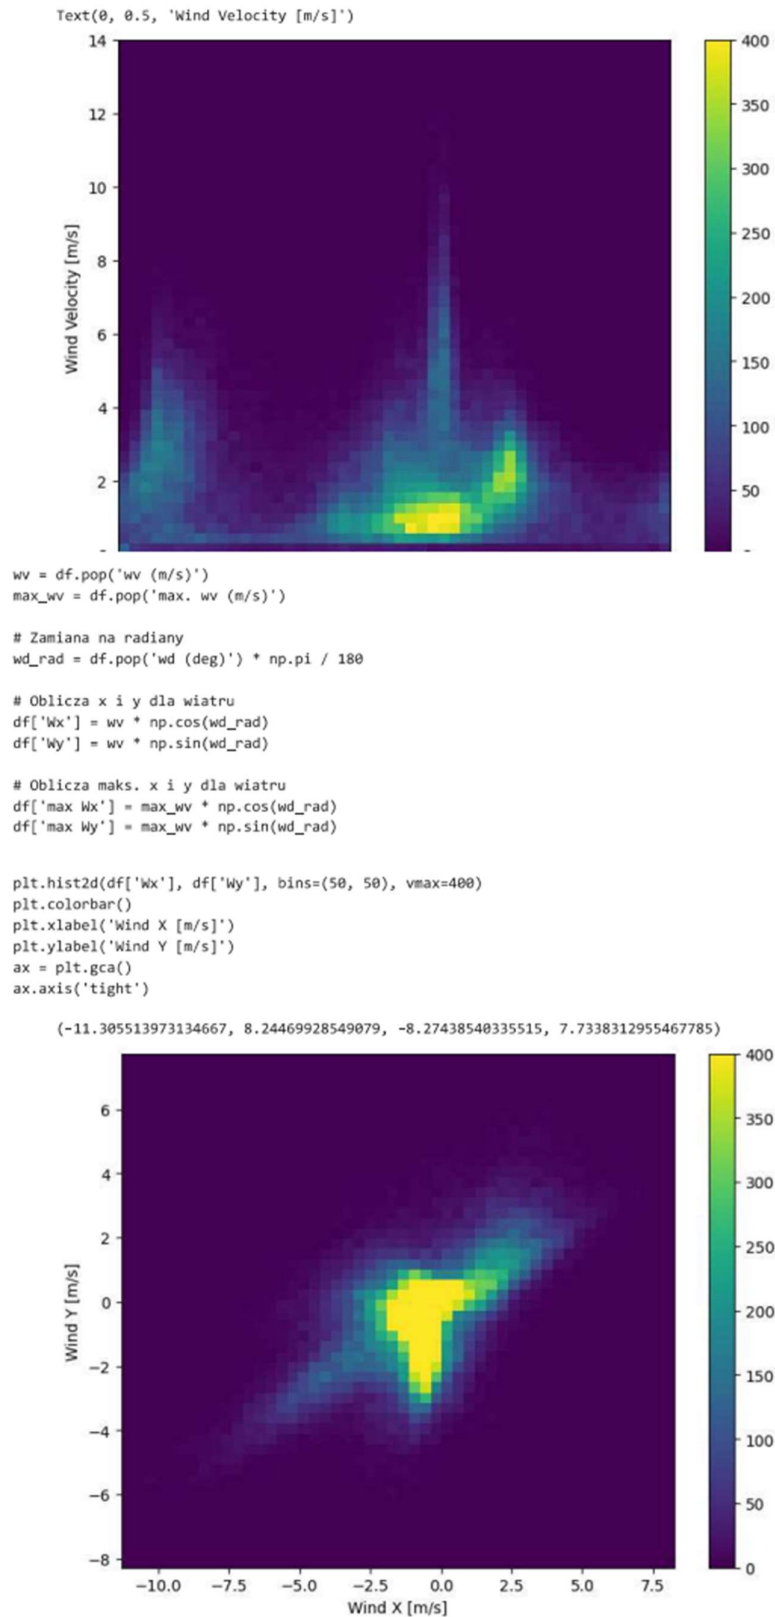 Text(0, 0.5, 'Wind Velocity [m/s]')
14
12
10
8
6
4
2
Wind Velocity [m/s]
400
350
300
250
200
150
100
50
wv = df.pop('wv (m/s)')
max_wv = df.pop('max. wv (m/s)')
# Zamiana na radiany
wd_rad = df.pop('wd (deg)') * np.pi / 180
# Oblicza x i y dla wiatru
df['Wx'] = wv * np.cos(wd_rad)
df['Wy'] = wv * np.sin(wd_rad)
# Oblicza maks. x i y dla wiatru
df['max Wx'] = max_wv * np.cos(wd_rad)
df['max Wy'] = max_wv * np.sin(wd_rad)
plt.hist2d(df['Wx'], df['Wy'], bins=(50, 50), vmax=400)
plt.colorbar()
plt.xlabel('Wind X [m/s]')
plt.ylabel('Wind Y [m/s]')
ax = plt.gca()
ax.axis('tight')
(-11.305513973134667, 8.24469928549079, -8.27438540335515, 7.7338312955467785)
6
4
2
0
−2
−4
−6
−8
Wind Y [m/s]
−10.0 −7.5 −5.0 −2.5 0.0 2.5 5.0 7.5
Wind X [m/s]
400
350
300
250
200
150
100
50
0